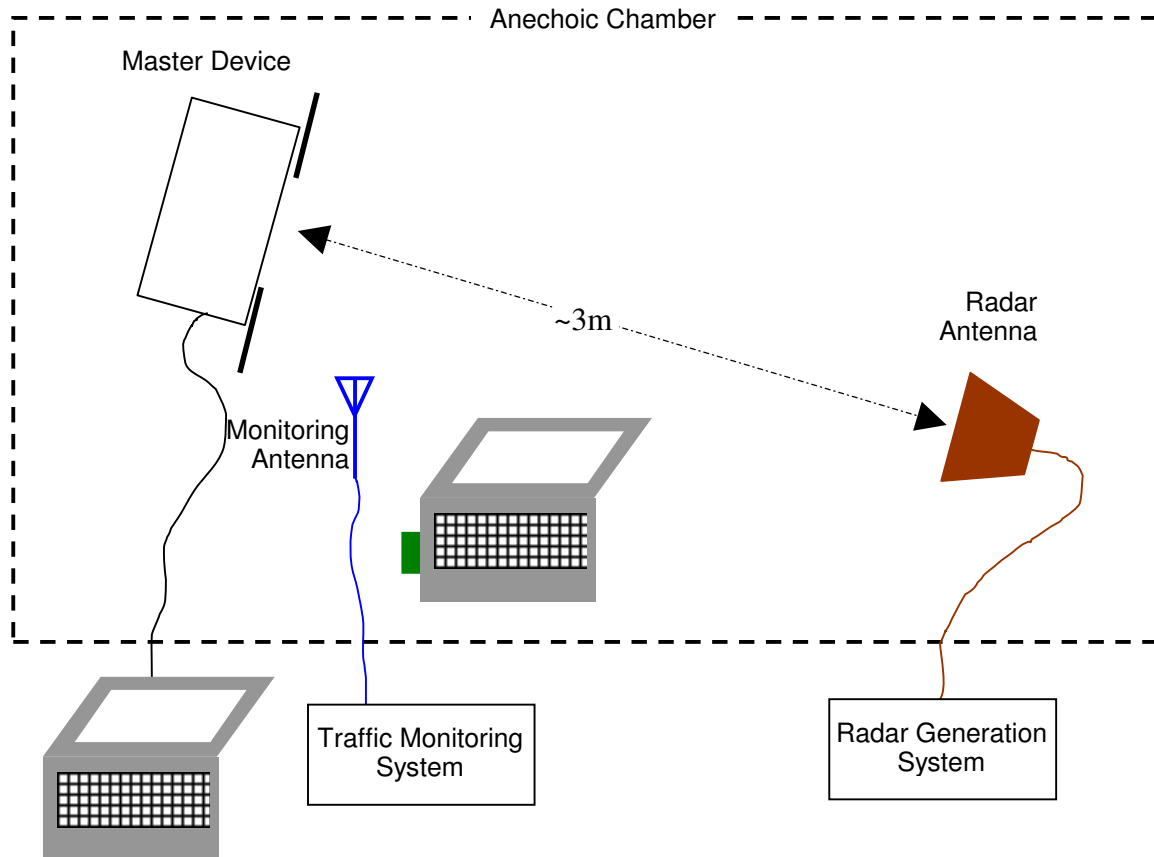 Anechoic Chamber
Master Device
~3m
Radar
Antenna
Monitoring
Antenna
Traffic Monitoring
System
Radar Generation
System